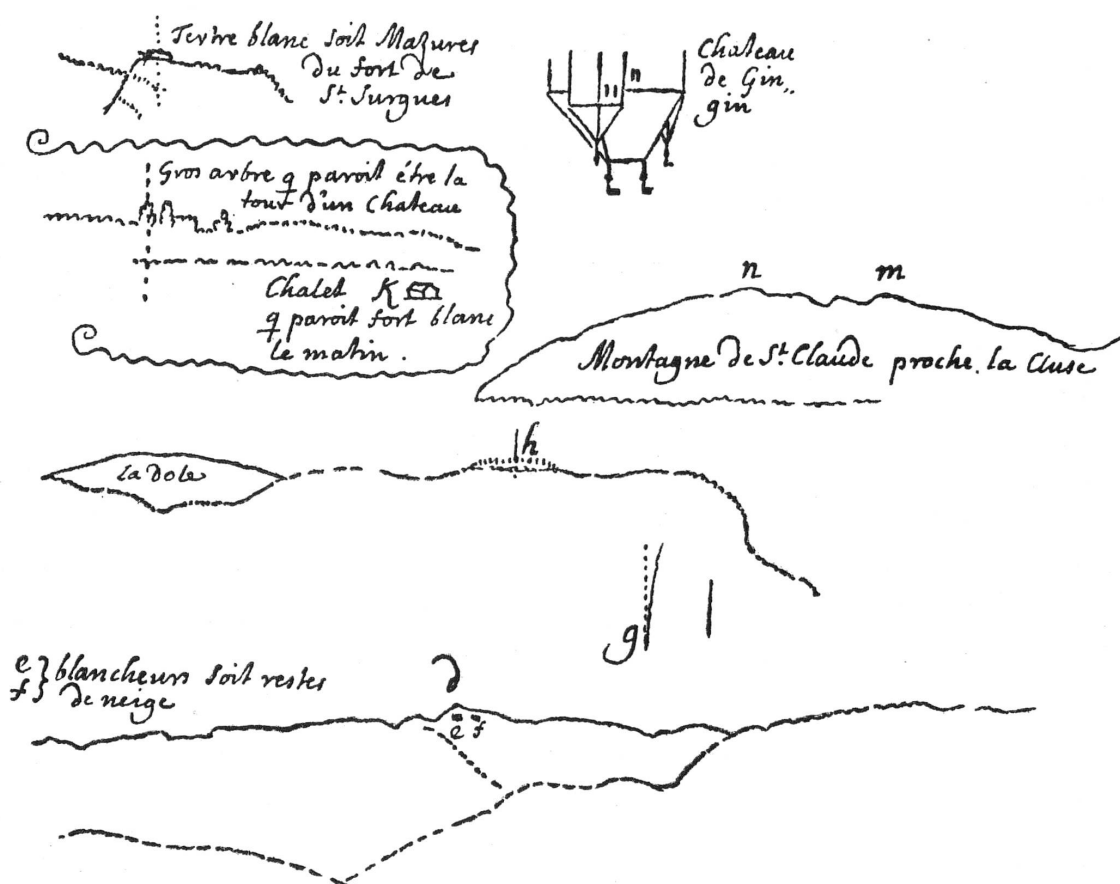 Tertre blanc soit Mazures
du fort de
St. Surgues
n
Chateau
de Gin,,
gin
Gros arbre q paroit être la
tour d'un Chateau
Chalet K
q paroit fort blanc
le matin.
n m
Montagne de St. Claude proche. la Cluse
la Dole
h
g
e } blancheurs soit restes
f } de neige
d
e f